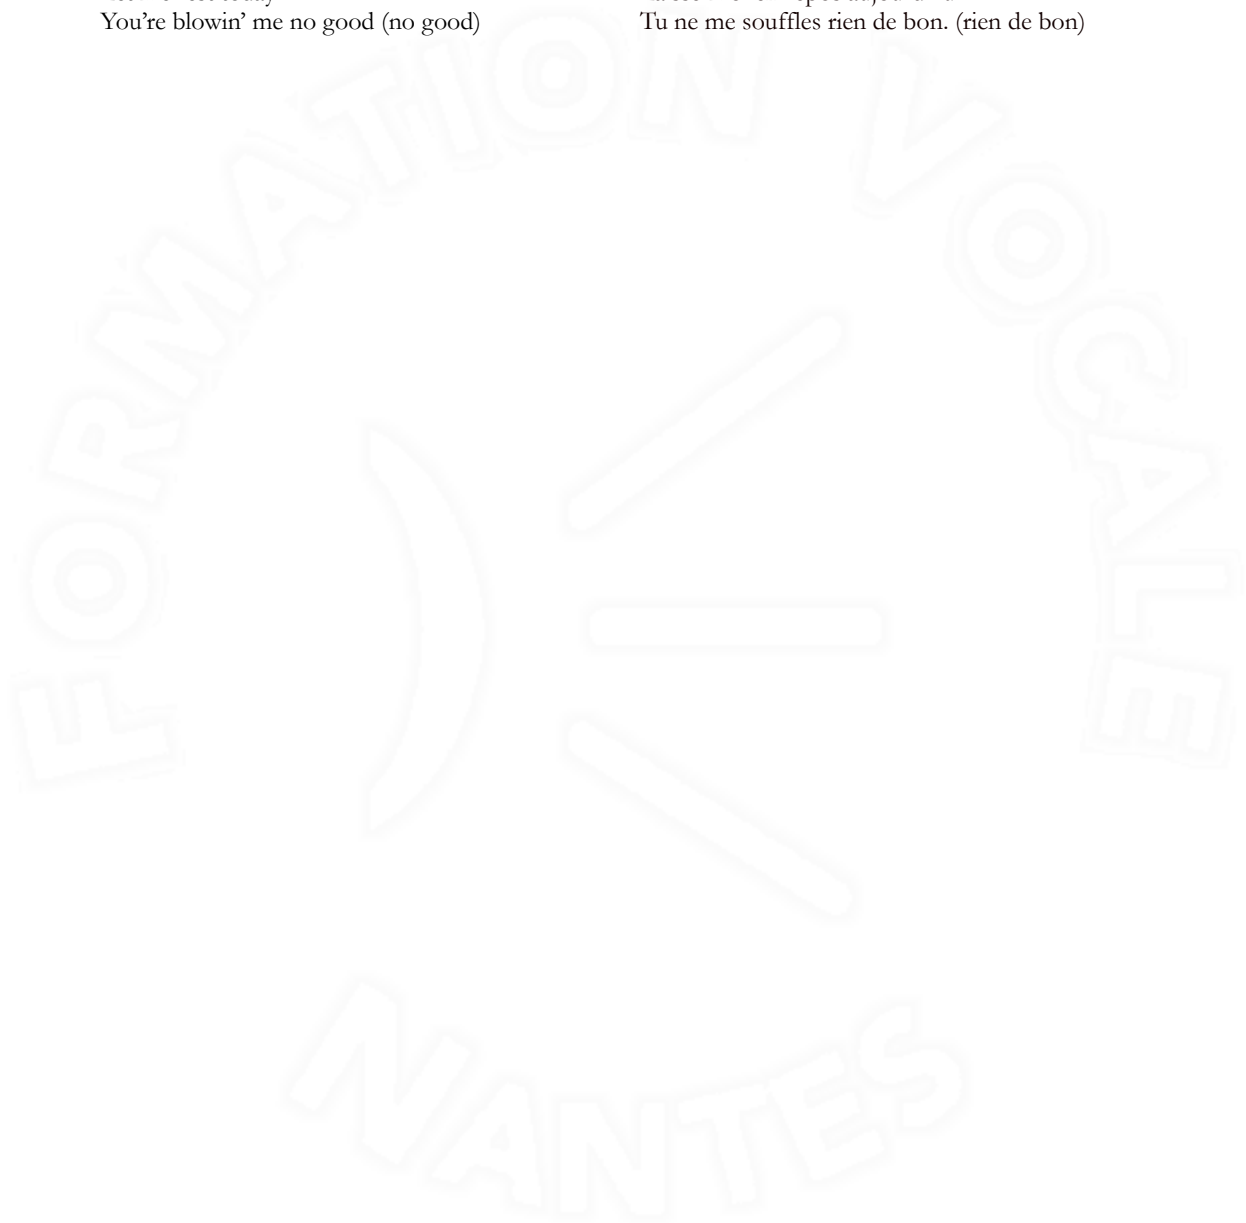 You’re blowin’ me no good (no good)
Tu ne me souffles rien de bon. (rien de bon)
FORMATION VOCALE
NANTES